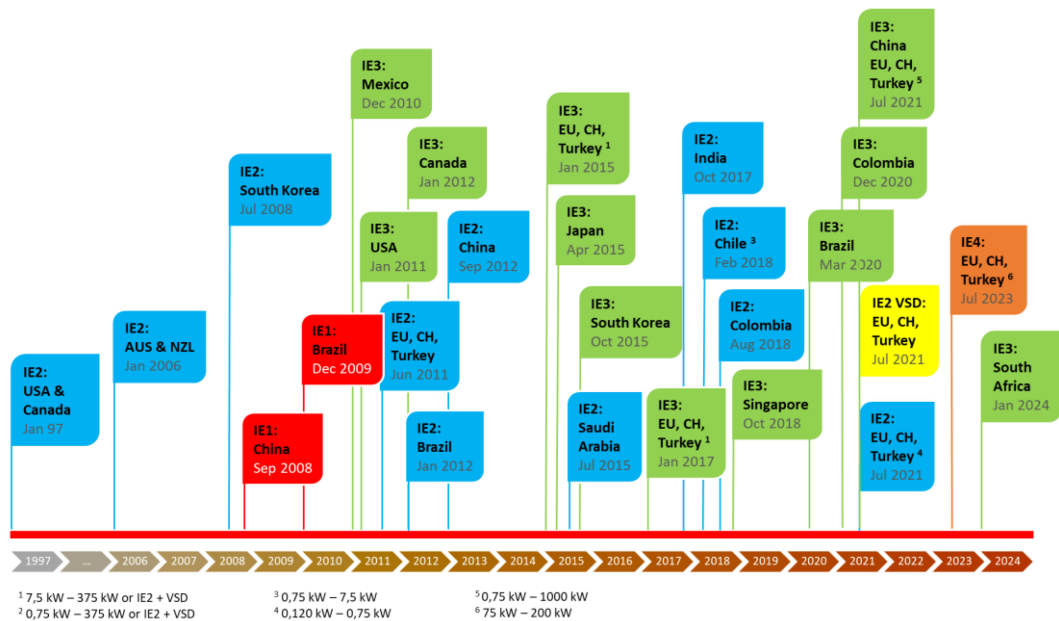 IE3:
China
EU, CH,
Turkey ⁵
Jul 2021
IE3:
Mexico
Dec 2010
IE3:
EU, CH,
Turkey ¹
Jan 2015
IE2:
India
Oct 2017
IE3:
Canada
Jan 2012
IE3:
Colombia
Dec 2020
IE2:
South Korea
Jul 2008
IE3:
Japan
Apr 2015
IE2:
Chile ³
Feb 2018
IE3:
USA
Jan 2011
IE2:
China
Sep 2012
IE3:
Brazil
Mar 2020
IE4:
EU, CH,
Turkey ⁶
Jul 2023
IE3:
South Korea
Oct 2015
IE2:
Colombia
Aug 2018
IE2 VSD:
EU, CH,
Turkey
Jul 2021
IE2:
AUS & NZL
Jan 2006
IE1:
Brazil
Dec 2009
IE2:
EU, CH,
Turkey
Jun 2011
IE3:
South
Africa
Jan 2024
IE2:
USA &
Canada
Jan 97
IE3:
Singapore
Oct 2018
IE1:
China
Sep 2008
IE2:
Brazil
Jan 2012
IE2:
Saudi
Arabia
Jul 2015
IE3:
EU, CH,
Turkey ¹
Jan 2017
IE2:
EU, CH,
Turkey ⁴
Jul 2021
1997 ... 2006 2007 2008 2009 2010 2011 2012 2013 2014 2015 2016 2017 2018 2019 2020 2021 2022 2023 2024
¹ 7,5 kW – 375 kW or IE2 + VSD
² 0,75 kW – 375 kW or IE2 + VSD
³ 0,75 kW – 7,5 kW
⁴ 0,120 kW – 0,75 kW
⁵ 0,75 kW – 1000 kW
⁶ 75 kW – 200 kW